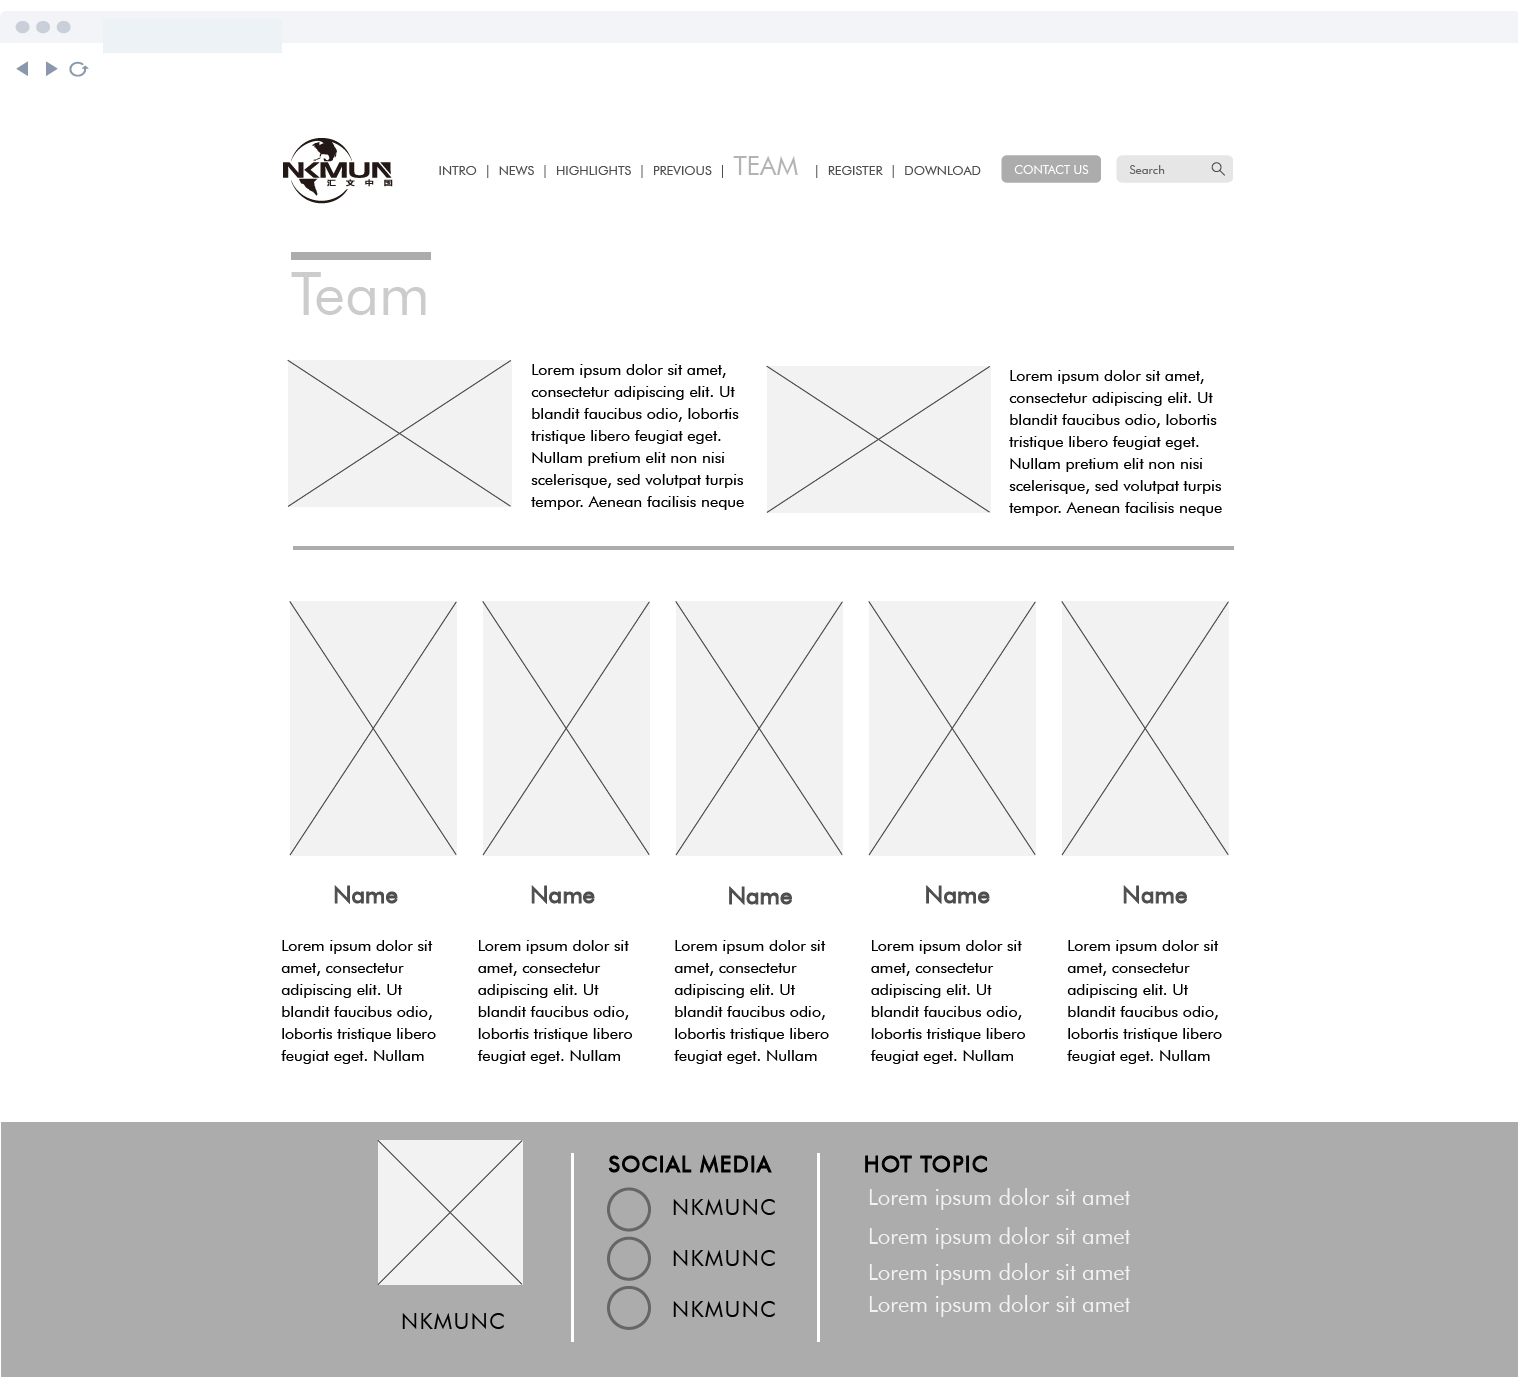 NKMUN
汇文中国
INTRO | NEWS | HIGHLIGHTS | PREVIOUS | TEAM | REGISTER | DOWNLOAD
CONTACT US
Search
Team
Lorem ipsum dolor sit amet,
consectetur adipiscing elit. Ut
blandit faucibus odio, lobortis
tristique libero feugiat eget.
Nullam pretium elit non nisi
scelerisque, sed volutpat turpis
tempor. Aenean facilisis neque
Lorem ipsum dolor sit amet,
consectetur adipiscing elit. Ut
blandit faucibus odio, lobortis
tristique libero feugiat eget.
Nullam pretium elit non nisi
scelerisque, sed volutpat turpis
tempor. Aenean facilisis neque
Name
Lorem ipsum dolor sit
amet, consectetur
adipiscing elit. Ut
blandit faucibus odio,
lobortis tristique libero
feugiat eget. Nullam
Name
Lorem ipsum dolor sit
amet, consectetur
adipiscing elit. Ut
blandit faucibus odio,
lobortis tristique libero
feugiat eget. Nullam
Name
Lorem ipsum dolor sit
amet, consectetur
adipiscing elit. Ut
blandit faucibus odio,
lobortis tristique libero
feugiat eget. Nullam
Name
Lorem ipsum dolor sit
amet, consectetur
adipiscing elit. Ut
blandit faucibus odio,
lobortis tristique libero
feugiat eget. Nullam
Name
Lorem ipsum dolor sit
amet, consectetur
adipiscing elit. Ut
blandit faucibus odio,
lobortis tristique libero
feugiat eget. Nullam
NKMUNC
SOCIAL MEDIA
NKMUNC
NKMUNC
NKMUNC
HOT TOPIC
Lorem ipsum dolor sit amet
Lorem ipsum dolor sit amet
Lorem ipsum dolor sit amet
Lorem ipsum dolor sit amet